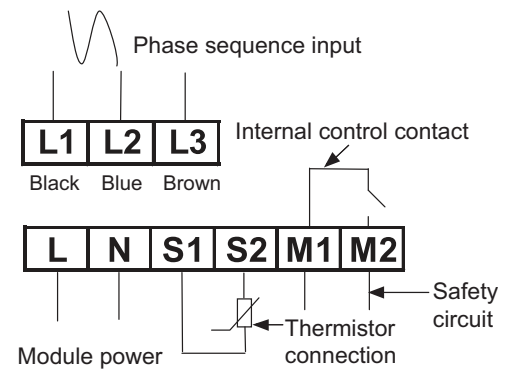 Phase sequence input
L1 L2 L3
Internal control contact
Black Blue Brown
L N S1 S2 M1 M2
Safety
circuit
Thermistor
connection
Module power